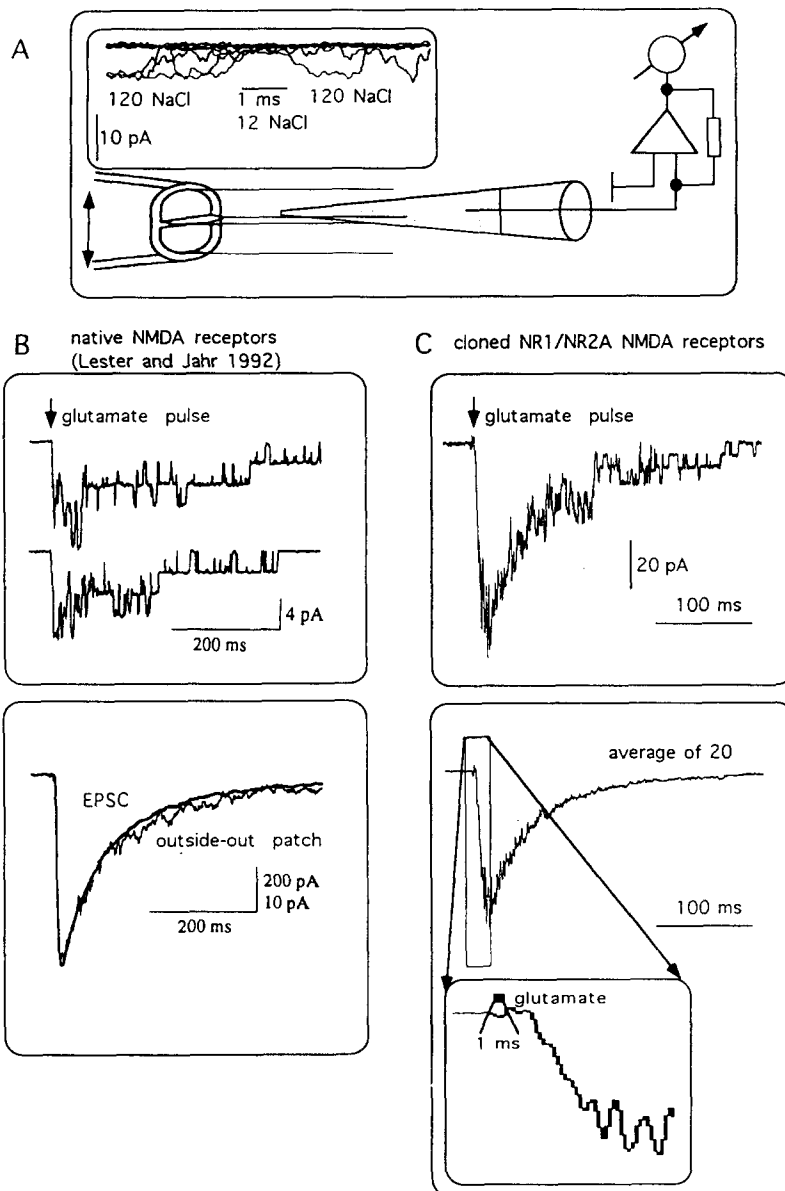 A
120 NaCl 1 ms 120 NaCl
12 NaCl
10 pA
B native NMDA receptors
(Lester and Jahr 1992)
glutamate pulse
4 pA
200 ms
EPSC
outside-out patch
200 pA
10 pA
200 ms
C cloned NR1/NR2A NMDA receptors
glutamate pulse
20 pA
100 ms
average of 20
100 ms
glutamate
1 ms